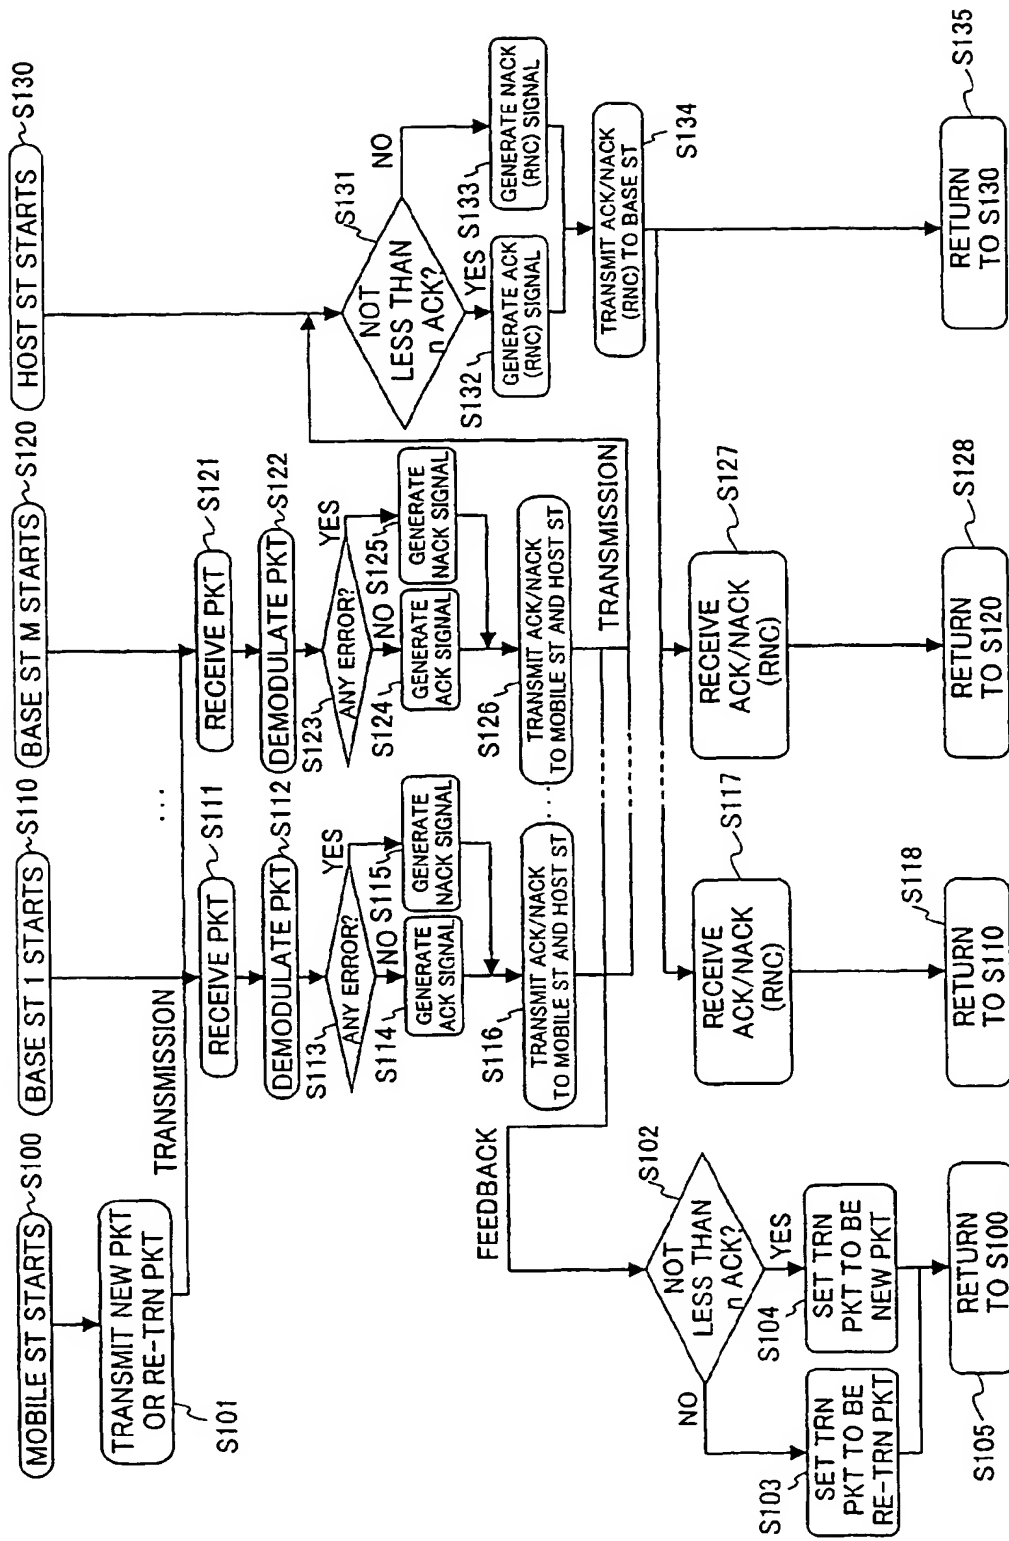 MOBILE ST STARTS
S100
TRANSMIT NEW PKT
OR RE-TRN PKT
S101
TRANSMISSION
BASE ST 1 STARTS
S110
RECEIVE PKT
S111
DEMODULATE PKT
S112
ANY ERROR?
S113
YES
NO
GENERATE
ACK SIGNAL
S114
GENERATE
NACK SIGNAL
S115
TRANSMIT ACK/NACK
TO MOBILE ST AND HOST ST
S116
...
BASE ST M STARTS
S120
RECEIVE PKT
S121
DEMODULATE PKT
S122
ANY ERROR?
S123
YES
NO
GENERATE
ACK SIGNAL
S124
GENERATE
NACK SIGNAL
S125
TRANSMIT ACK/NACK
TO MOBILE ST AND HOST ST
S126
....
TRANSMISSION
HOST ST STARTS
S130
NOT
LESS THAN
n ACK?
S131
NO
YES
GENERATE ACK
(RNC) SIGNAL
S132
GENERATE NACK
(RNC) SIGNAL
S133
TRANSMIT ACK/NACK
(RNC) TO BASE ST
S134
FEEDBACK
NOT
LESS THAN
n ACK?
S102
NO
YES
SET TRN
PKT TO BE
RE-TRN PKT
S103
SET TRN
PKT TO BE
NEW PKT
S104
RETURN
TO S100
S105
RECEIVE
ACK/NACK
(RNC)
S117
RETURN
TO S110
S118
RECEIVE
ACK/NACK
(RNC)
S127
RETURN
TO S120
S128
RETURN
TO S130
S135